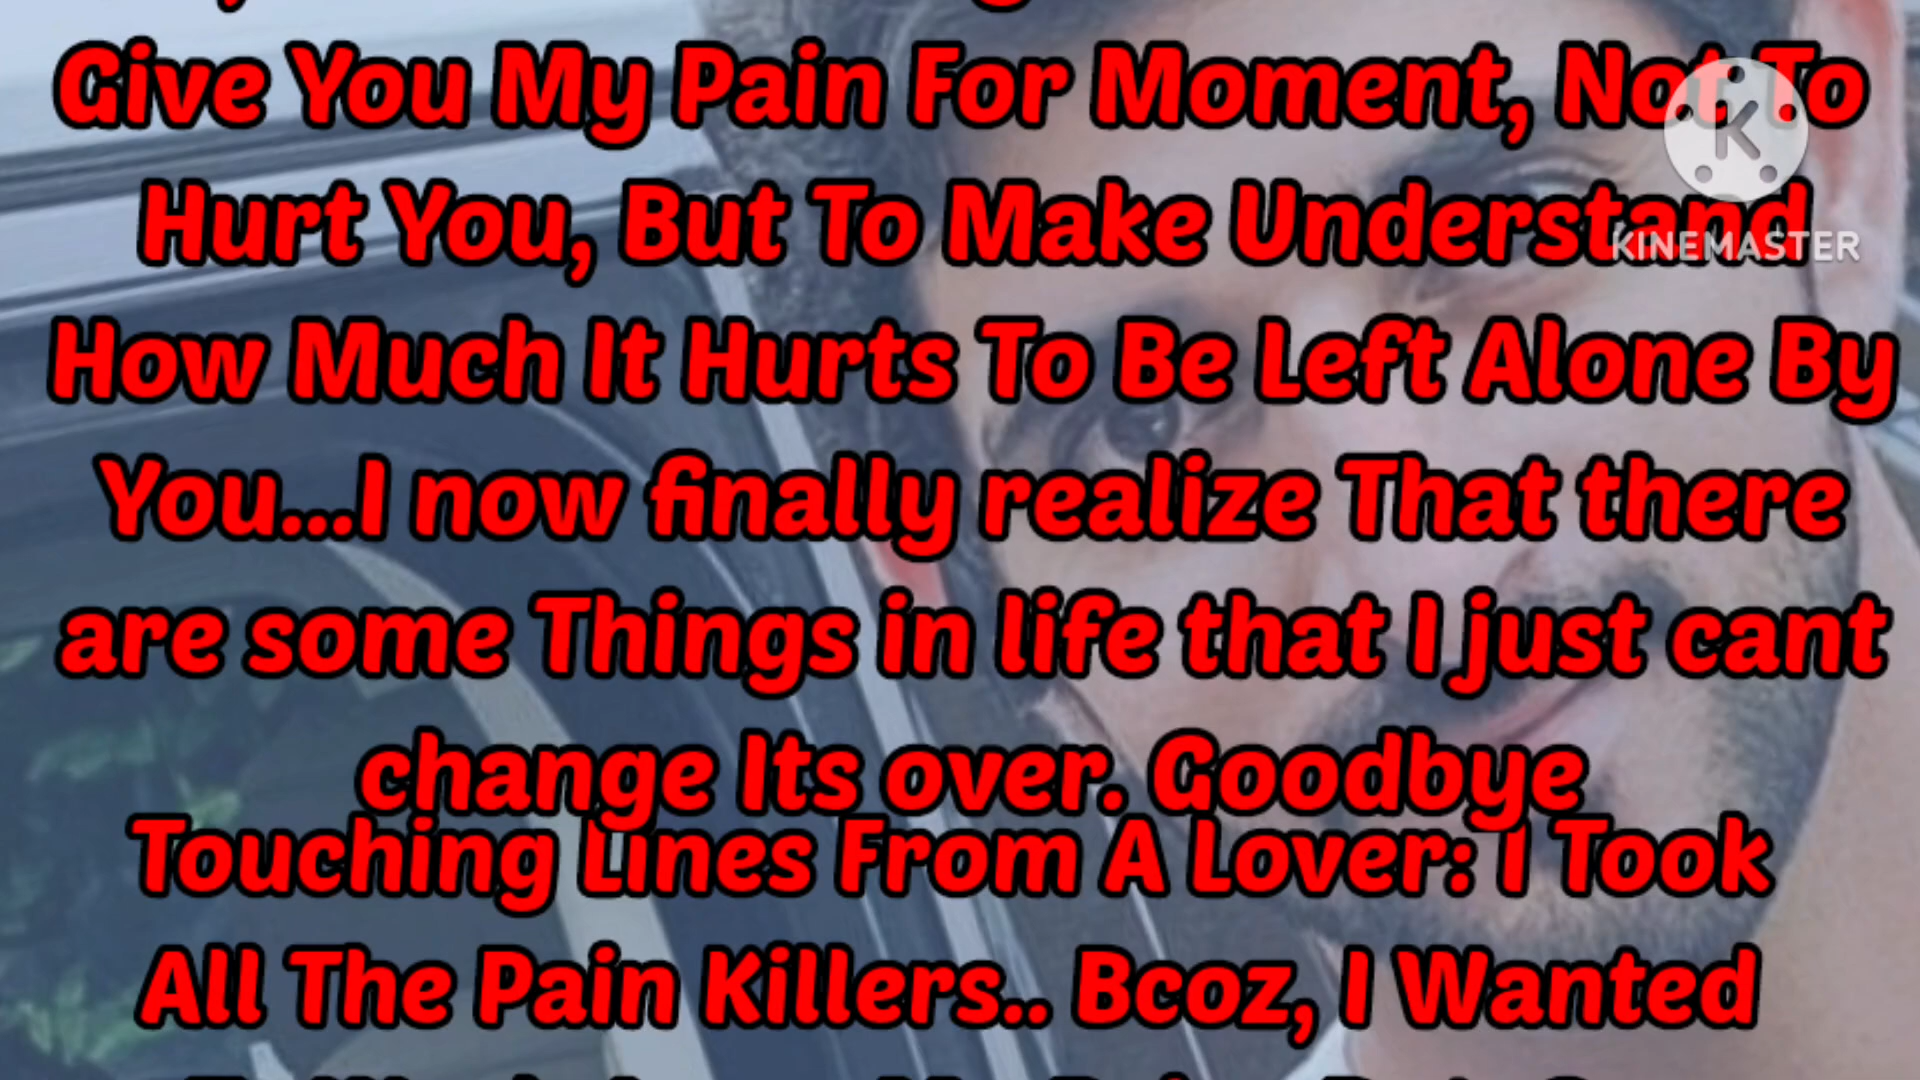 Give You My Pain For Moment, Not To
Hurt You, But To Make Understand
KINEMASTER
How Much It Hurts To Be Left Alone By
You...I now finally realize That there
are some Things in life that I just cant
change Its over. Goodbye
Touching Lines From A Lover: I Took
All The Pain Killers.. Bcoz, I Wanted